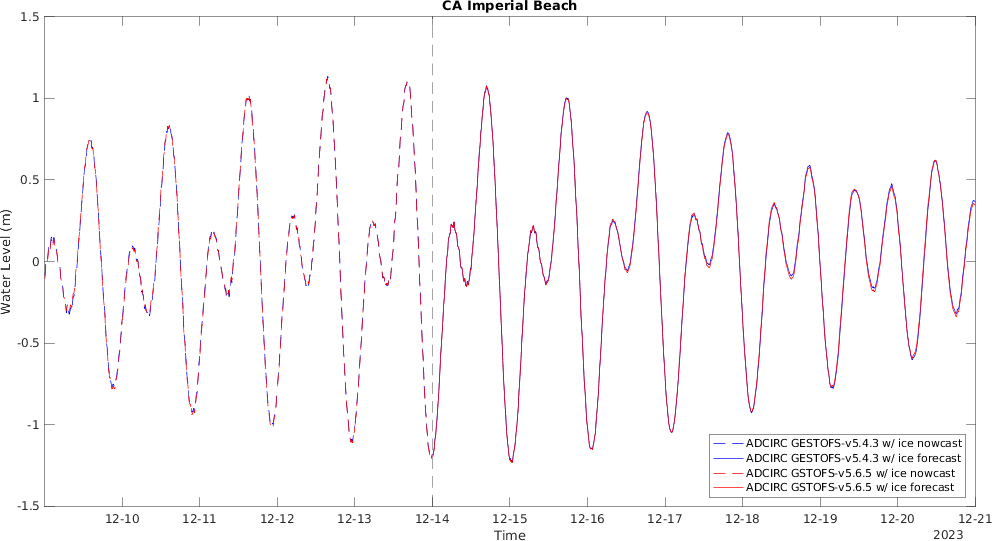 CA Imperial Beach
1.5
1
0.5
0
-0.5
-1
-1.5
Water Level (m)
12-10 12-11 12-12 12-13 12-14 12-15 12-16 12-17 12-18 12-19 12-20 12-21
Time
2023
ADCIRC GESTOFS-v5.4.3 w/ ice nowcast
ADCIRC GESTOFS-v5.4.3 w/ ice forecast
ADCIRC GSTOFS-v5.6.5 w/ ice nowcast
ADCIRC GSTOFS-v5.6.5 w/ ice forecast